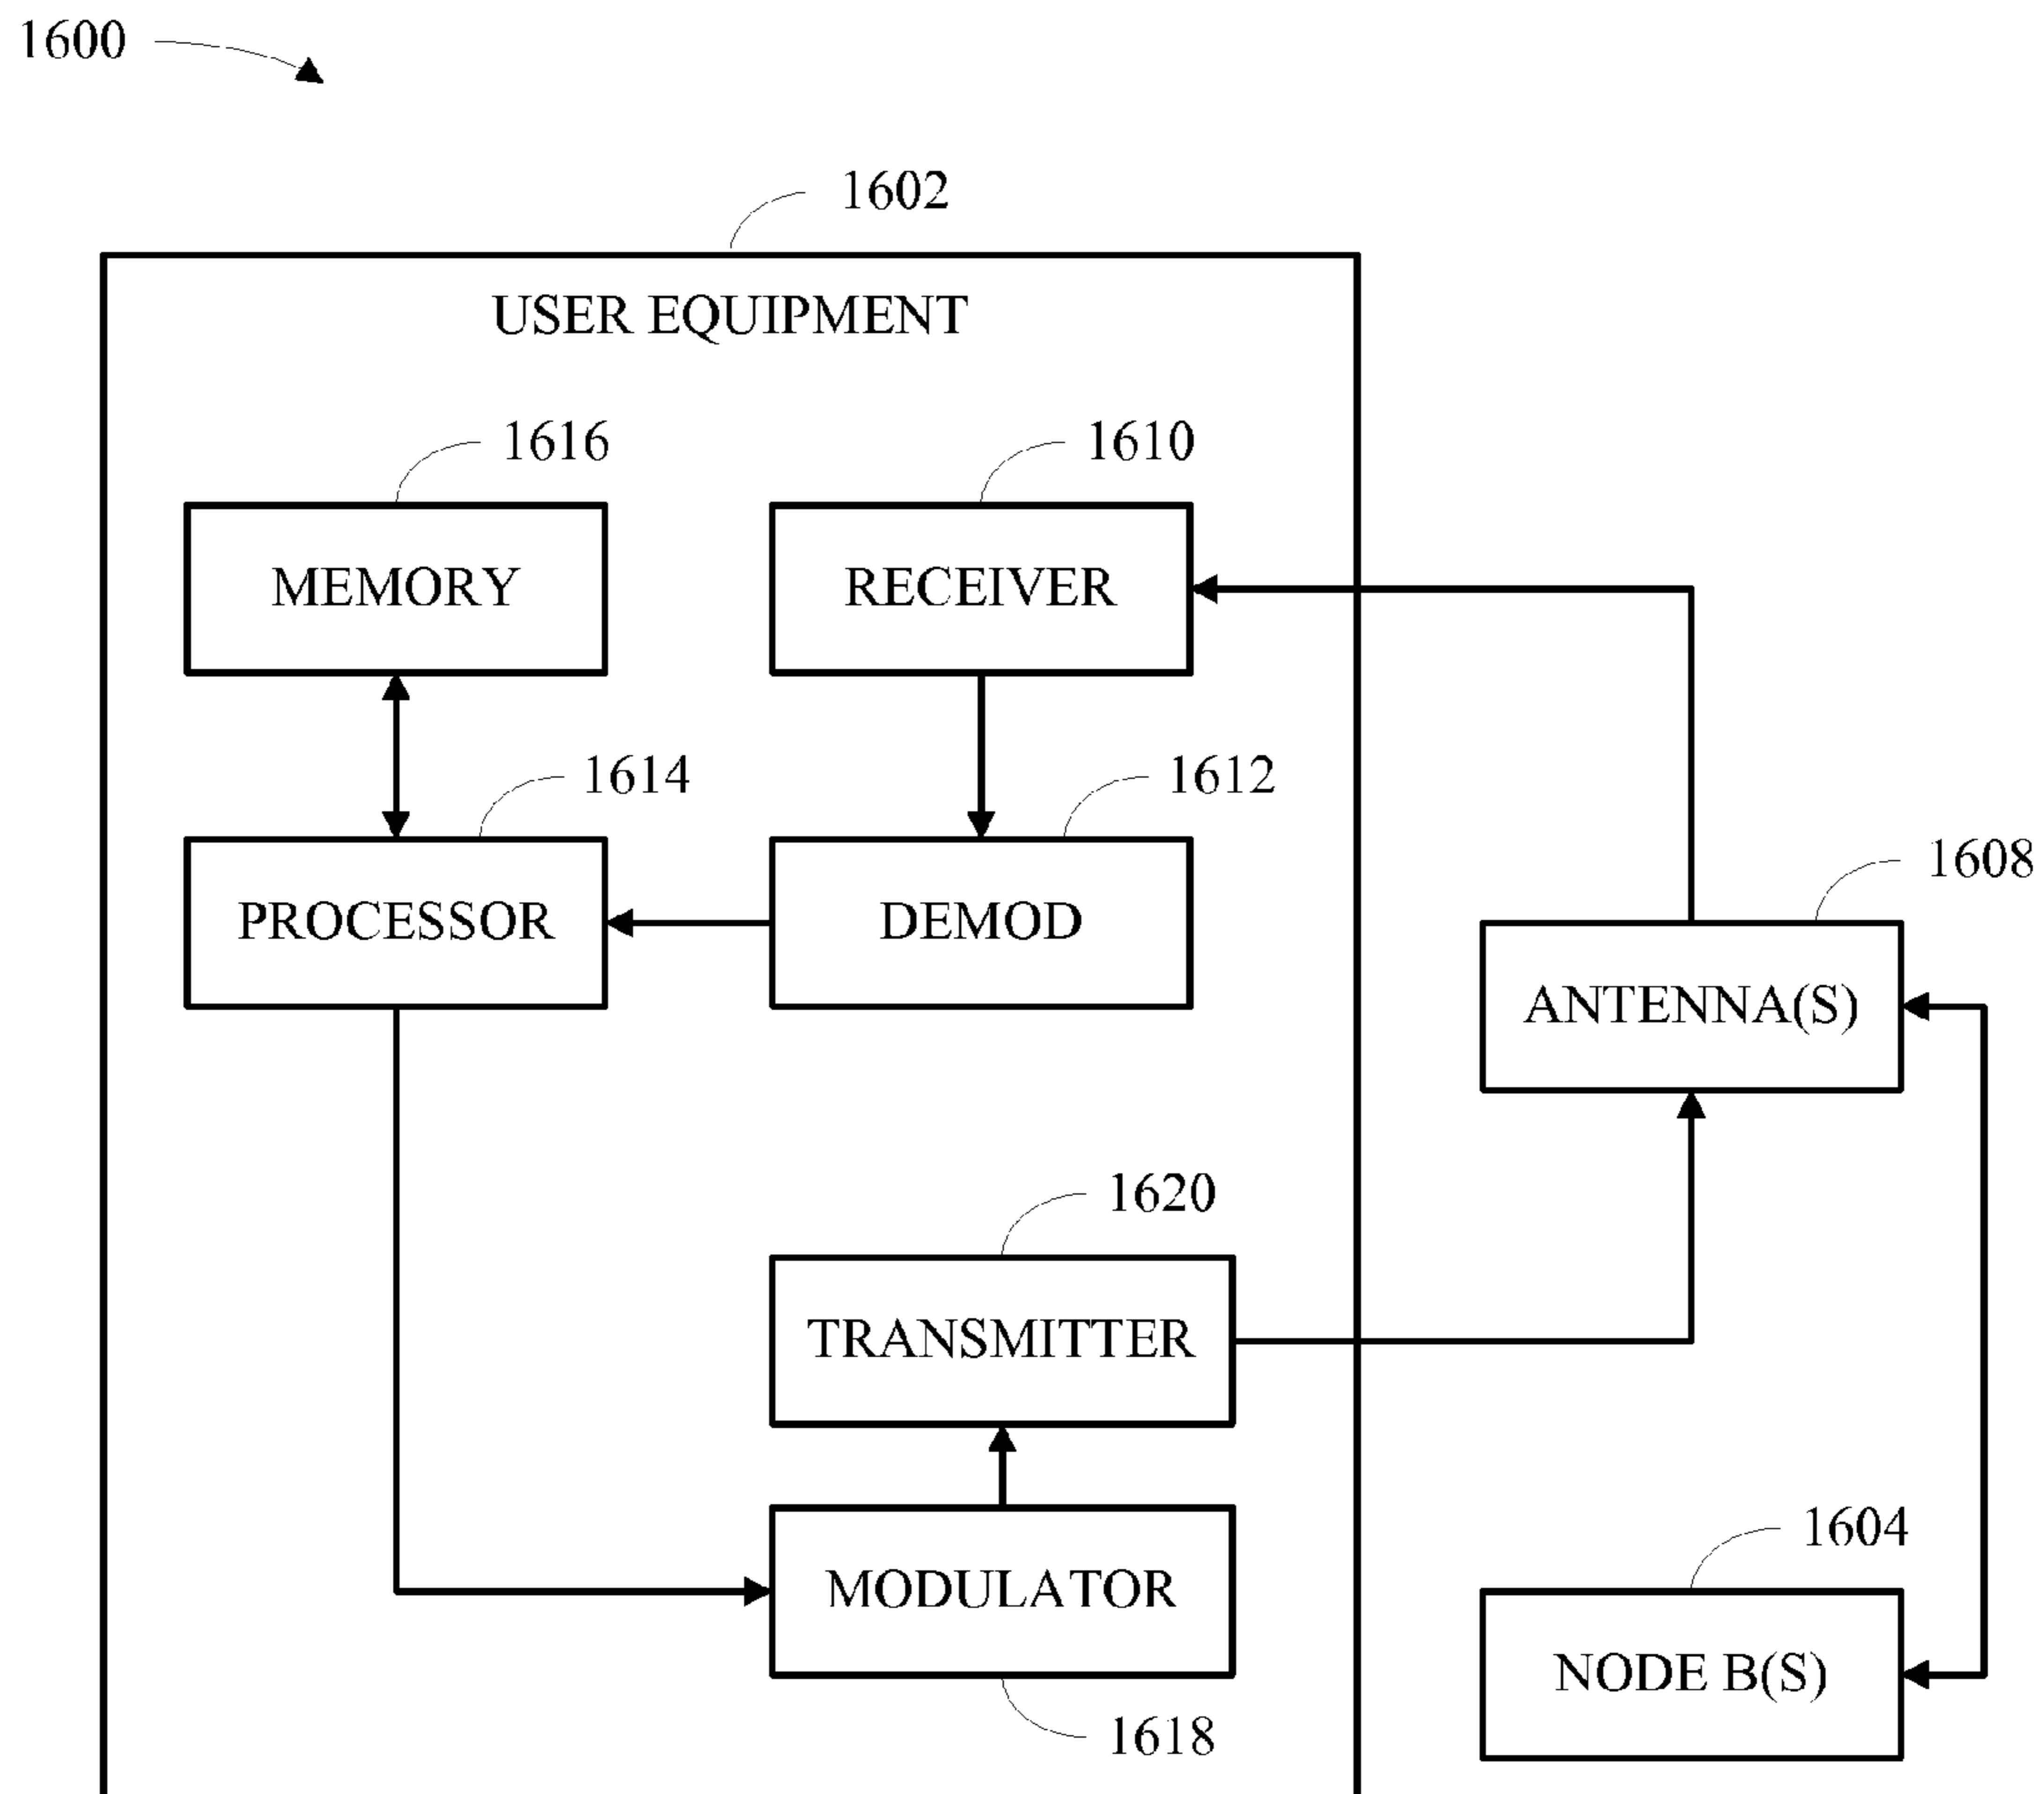 1600
1602
USER EQUIPMENT
1616
1610
MEMORY
RECEIVER
1614
1612
1608
PROCESSOR
DEMOD
ANTENNA(S)
1620
TRANSMITTER
1604
MODULATOR
NODE B(S)
1618